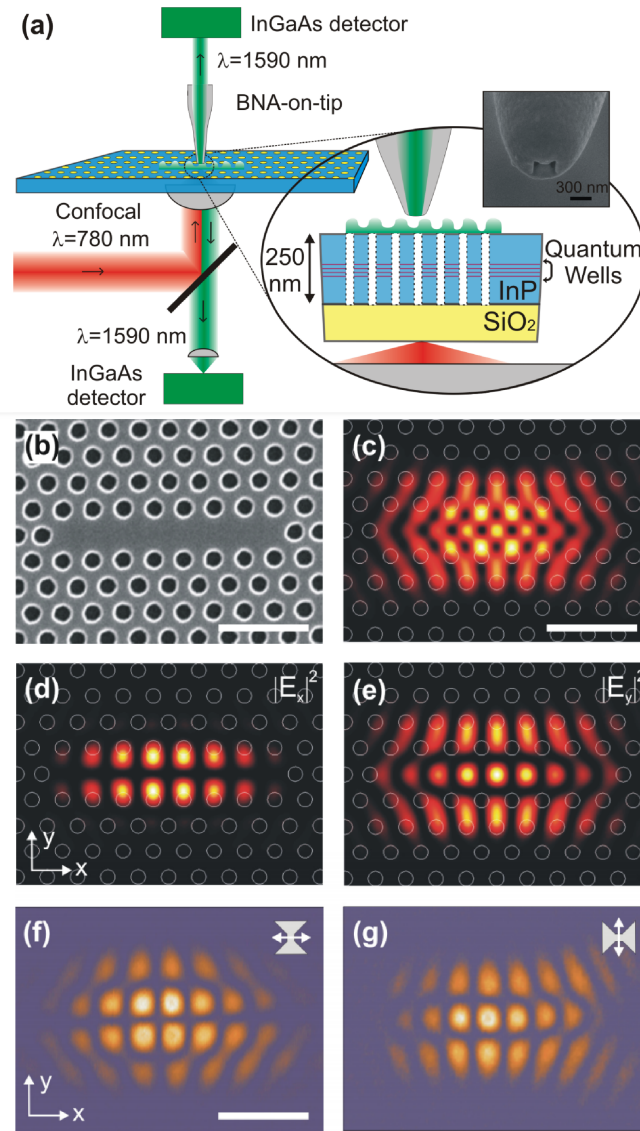 (a)
InGaAs detector
λ=1590 nm
BNA-on-tip
300 nm
Confocal
λ=780 nm
250
nm
Quantum
Wells
InP
SiO₂
λ=1590 nm
InGaAs
detector
(b)
(c)
(d)
|Eₓ|²
y
x
(e)
|Eᵧ|²
(f)
y
x
(g)